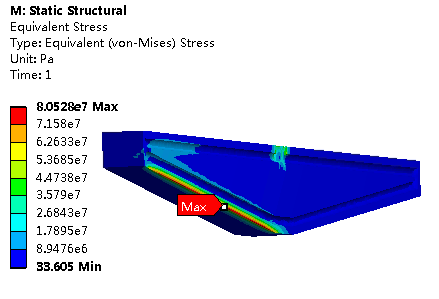 M: Static Structural
Equivalent Stress
Type: Equivalent (von-Mises) Stress
Unit: Pa
Time: 1
8.0528e7 Max
7.158e7
6.2633e7
5.3685e7
4.4738e7
3.579e7
2.6843e7
1.7895e7
8.9476e6
33.605 Min
Max